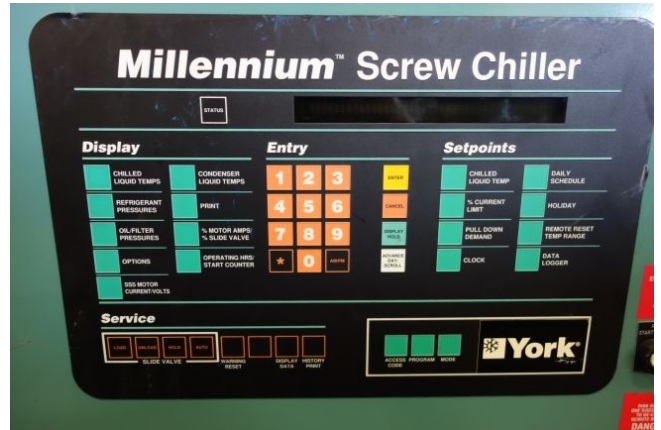 Millennium™ Screw Chiller
STATUS
Display
CHILLED
LIQUID TEMPS
CONDENSER
LIQUID TEMPS
REFRIGERANT
PRESSURES
PRINT
OIL/FILTER
PRESSURES
% MOTOR AMPS/
% SLIDE VALVE
OPTIONS
OPERATING HRS/
START COUNTER
SSS MOTOR
CURRENT-VOLTS
Entry
1 2 3
ENTER
4 5 6
CANCEL
7 8 9
DISPLAY
HOLD
* 0 AM/PM
ADVANCE
DAY-
SCROLL
Setpoints
CHILLED
LIQUID TEMP
DAILY
SCHEDULE
% CURRENT
LIMIT
HOLIDAY
PULL DOWN
DEMAND
REMOTE RESET
TEMP RANGE
CLOCK
DATA
LOGGER
Service
LOAD UNLOAD HOLD AUTO
SLIDE VALVE
WARNING
RESET
DISPLAY
DATA
HISTORY
PRINT
ACCESS
CODE
PROGRAM
MODE
York